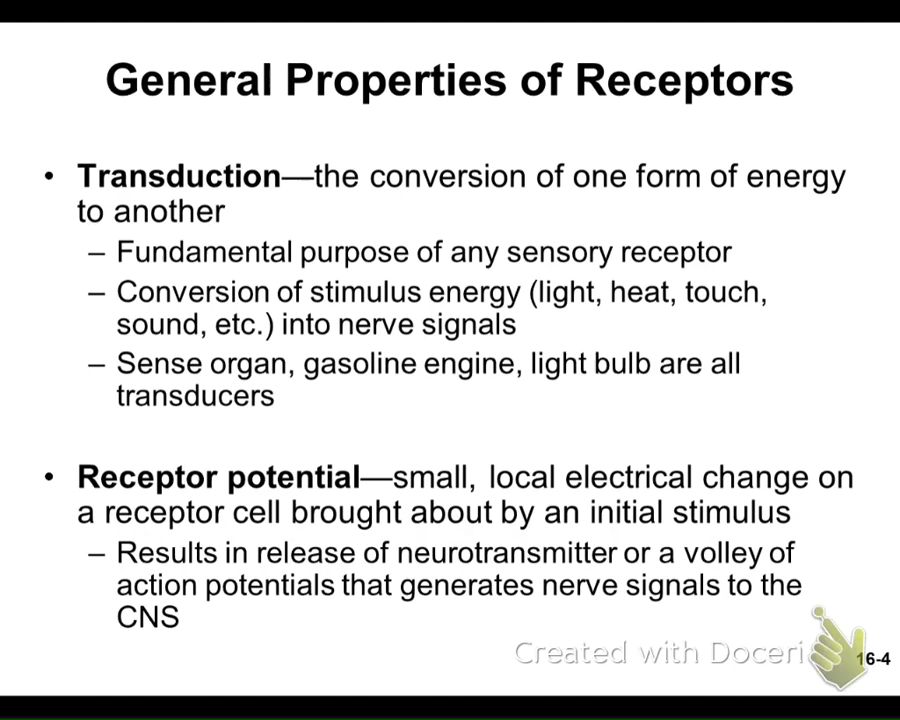 General Properties of Receptors
• Transduction—the conversion of one form of energy
to another
– Fundamental purpose of any sensory receptor
– Conversion of stimulus energy (light, heat, touch,
sound, etc.) into nerve signals
– Sense organ, gasoline engine, light bulb are all
transducers
• Receptor potential—small, local electrical change on
a receptor cell brought about by an initial stimulus
– Results in release of neurotransmitter or a volley of
action potentials that generates nerve signals to the
CNS
Created with Doceri
16-4